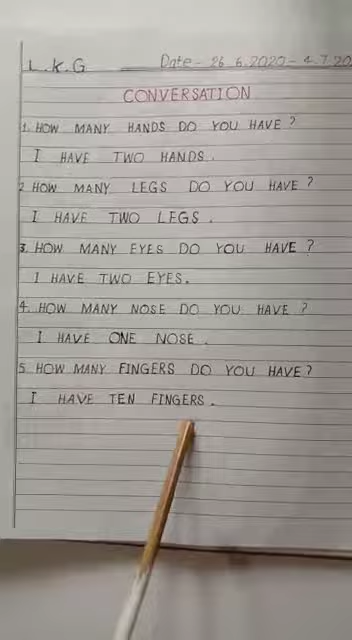 L.K.G Date - 26.6.2020 - 4.7.20
CONVERSATION
1. HOW MANY HANDS DO YOU HAVE?
I HAVE TWO HANDS.
2. HOW MANY LEGS DO YOU HAVE?
I HAVE TWO LEGS.
3. HOW MANY EYES DO YOU HAVE?
I HAVE TWO EYES.
4. HOW MANY NOSE DO YOU HAVE?
I HAVE ONE NOSE.
5. HOW MANY FINGERS DO YOU HAVE?
I HAVE TEN FINGERS.